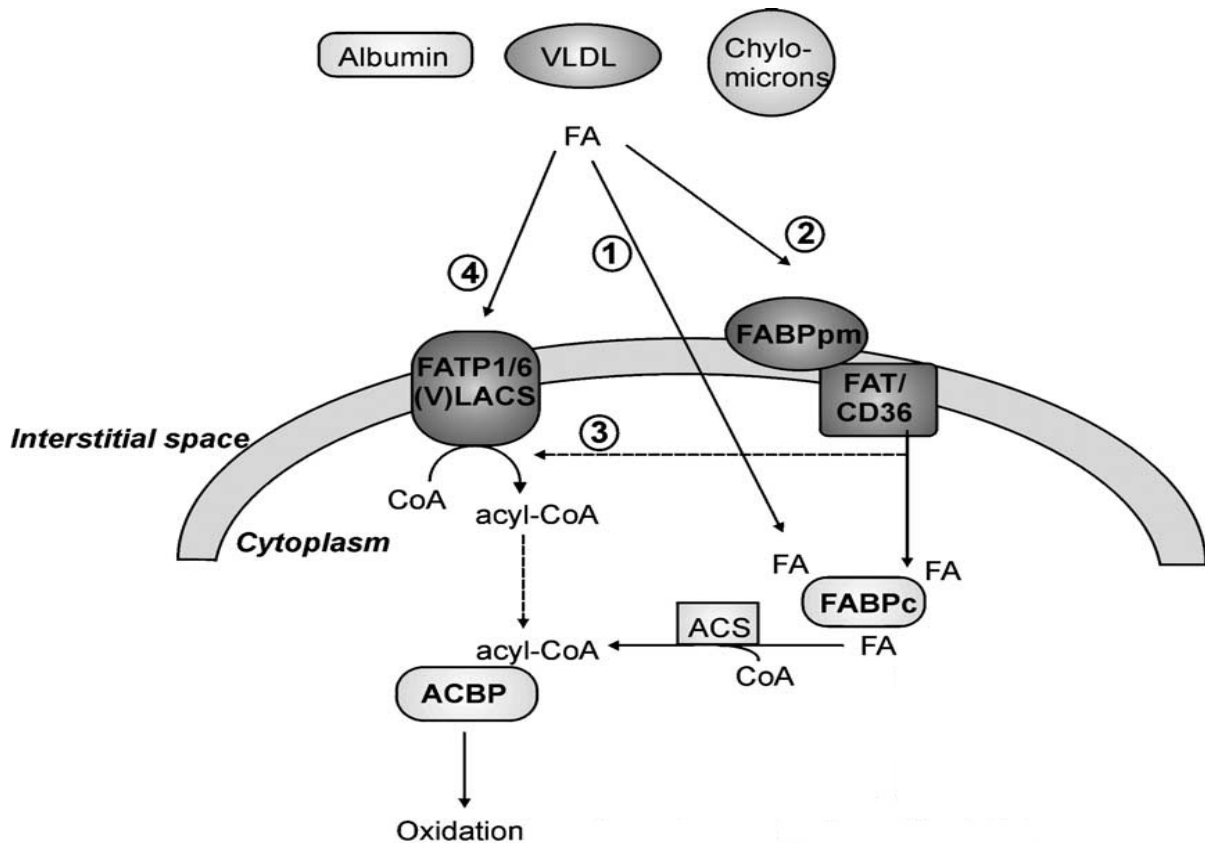 Albumin
VLDL
Chylo-
microns
FA
2
1
4
FABPpm
FATP1/6
(V)LACS
FAT/
CD36
Interstitial space
3
CoA
acyl-CoA
Cytoplasm
FA
FA
FABPc
ACS
acyl-CoA
FA
CoA
ACBP
Oxidation